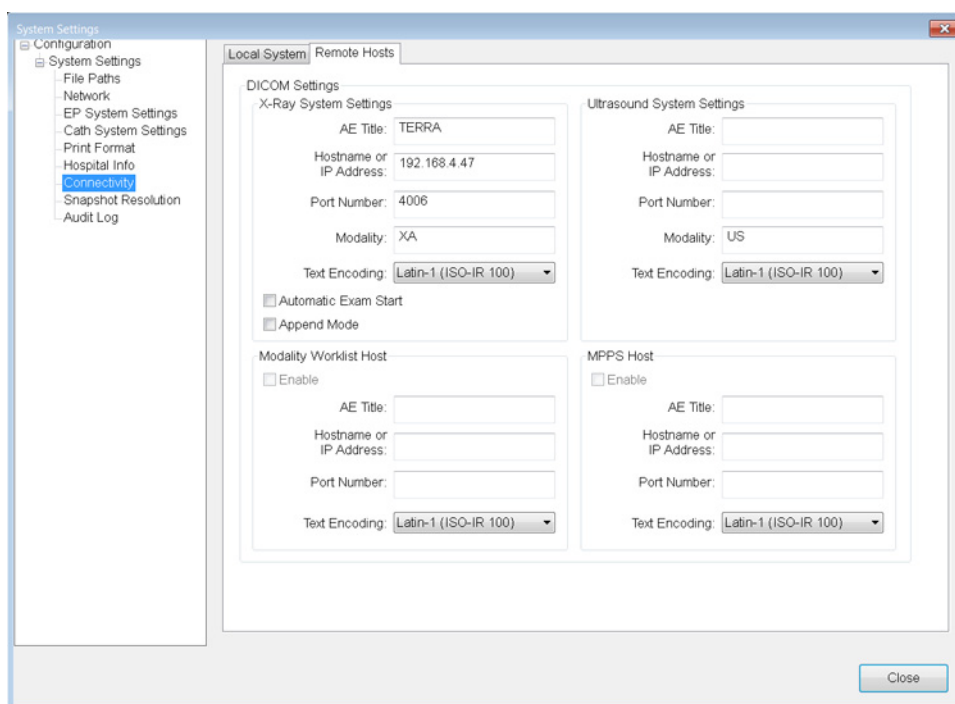 System Settings
Configuration
System Settings
File Paths
Network
EP System Settings
Cath System Settings
Print Format
Hospital Info
Connectivity
Snapshot Resolution
Audit Log
Local System
Remote Hosts
DICOM Settings
X-Ray System Settings
AE Title: TERRA
Hostname or
IP Address: 192.168.4.47
Port Number: 4006
Modality: XA
Text Encoding: Latin-1 (ISO-IR 100)
Automatic Exam Start
Append Mode
Ultrasound System Settings
AE Title:
Hostname or
IP Address:
Port Number:
Modality: US
Text Encoding: Latin-1 (ISO-IR 100)
Modality Worklist Host
Enable
AE Title:
Hostname or
IP Address:
Port Number:
Text Encoding: Latin-1 (ISO-IR 100)
MPPS Host
Enable
AE Title:
Hostname or
IP Address:
Port Number:
Text Encoding: Latin-1 (ISO-IR 100)
Close